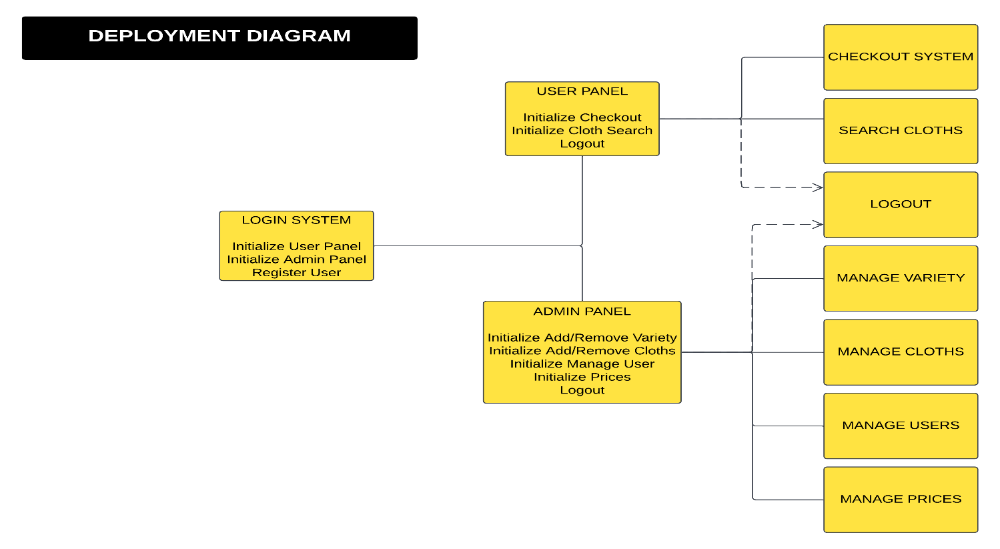 DEPLOYMENT DIAGRAM
LOGIN SYSTEM
Initialize User Panel
Initialize Admin Panel
Register User
USER PANEL
Initialize Checkout
Initialize Cloth Search
Logout
ADMIN PANEL
Initialize Add/Remove Variety
Initialize Add/Remove Cloths
Initialize Manage User
Initialize Prices
Logout
CHECKOUT SYSTEM
SEARCH CLOTHS
LOGOUT
MANAGE VARIETY
MANAGE CLOTHS
MANAGE USERS
MANAGE PRICES